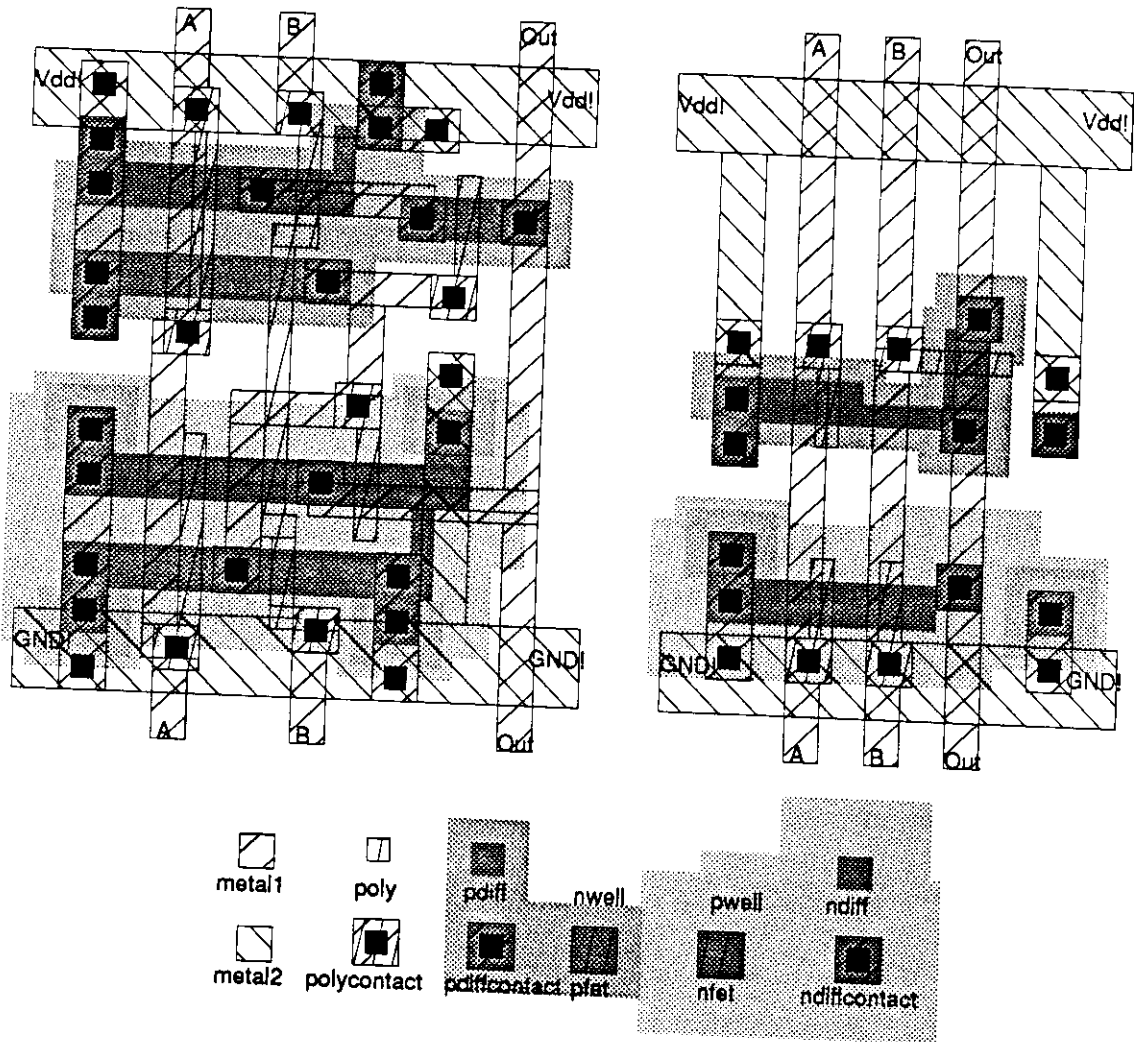 A
B
Out
Vdd!
Vdd!
GND!
GND!
A
B
Out
A
B
Out
Vdd!
Vdd!
GND!
GND!
A
B
Out
metal1
poly
pdiff
nwell
pwell
ndiff
metal2
polycontact
pdiffcontact
pfet
nfet
ndiffcontact